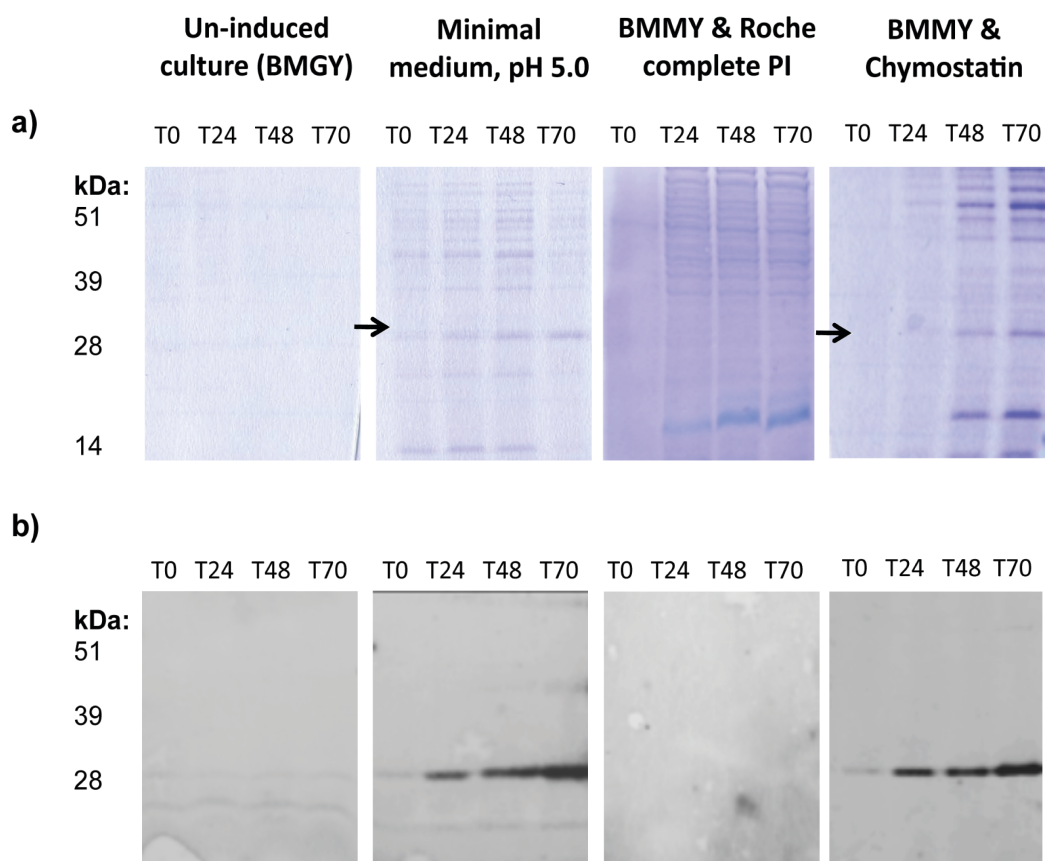 Un-induced
culture (BMGY)
Minimal
medium, pH 5.0
BMMY & Roche
complete PI
BMMY &
Chymostatin
a)
T0 T24 T48 T70
T0 T24 T48 T70
T0 T24 T48 T70
T0 T24 T48 T70
kDa:
51
39
28
14
b)
T0 T24 T48 T70
T0 T24 T48 T70
T0 T24 T48 T70
T0 T24 T48 T70
kDa:
51
39
28